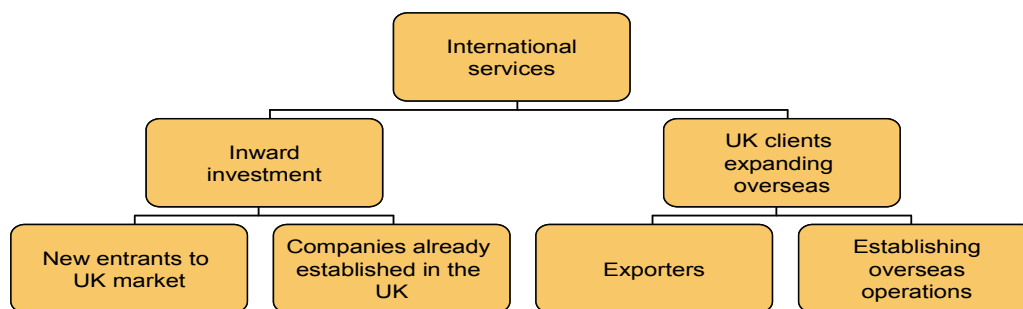 International
services
Inward
investment
UK clients
expanding
overseas
New entrants to
UK market
Companies already
established in the
UK
Exporters
Establishing
overseas
operations